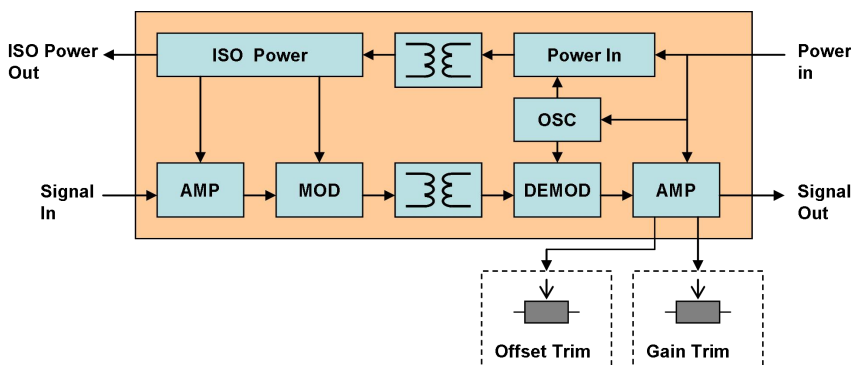 ISO Power
Out
ISO Power
Power In
Power
in
OSC
Signal
In
AMP
MOD
DEMOD
AMP
Signal
Out
Offset Trim
Gain Trim